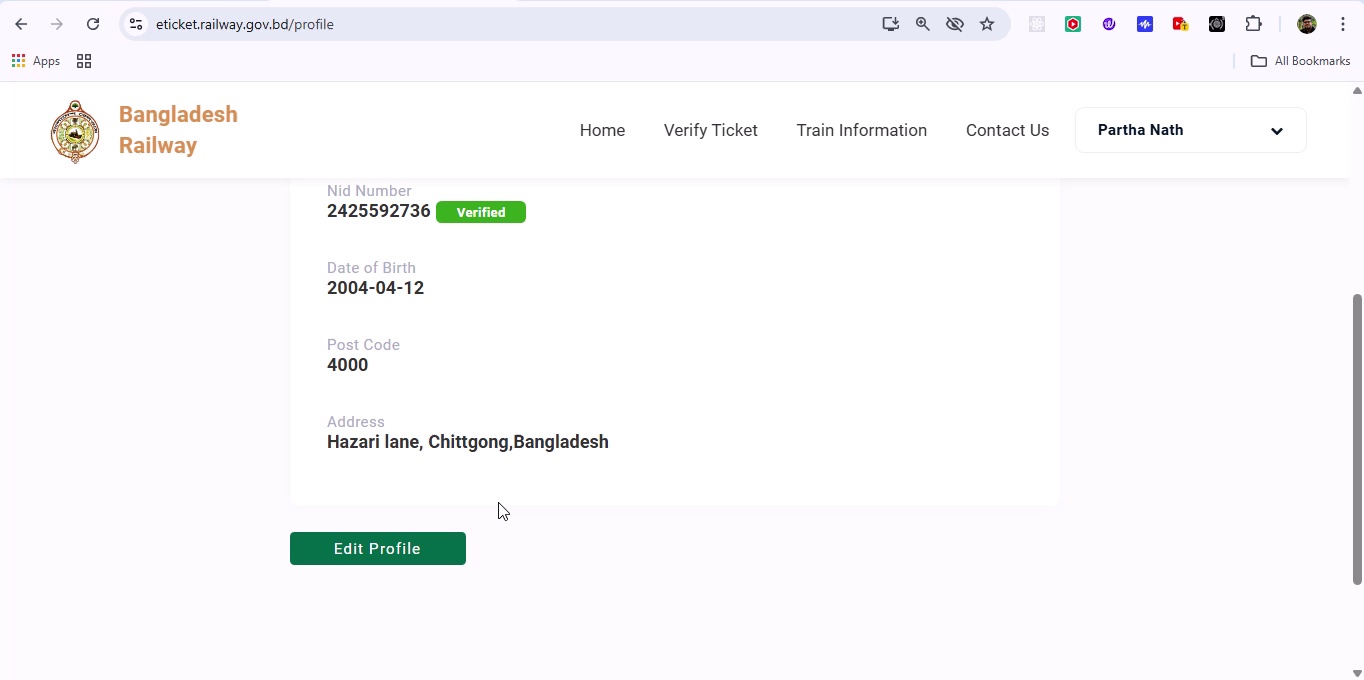 eticket.railway.gov.bd/profile
Apps
All Bookmarks
Bangladesh
Railway
Home
Verify Ticket
Train Information
Contact Us
Partha Nath
Nid Number
2425592736 Verified
Date of Birth
2004-04-12
Post Code
4000
Address
Hazari lane, Chittgong,Bangladesh
Edit Profile